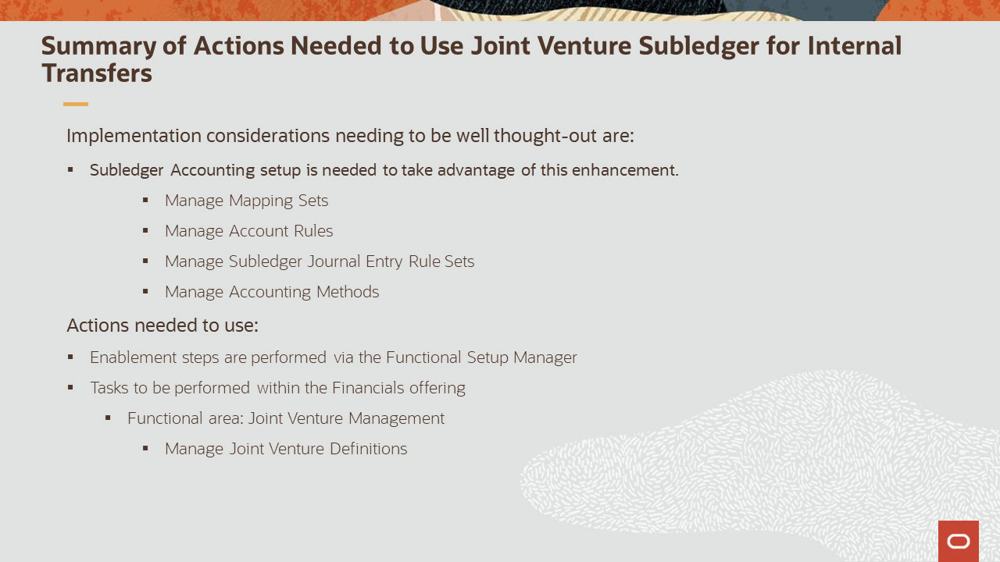 Summary of Actions Needed to Use Joint Venture Subledger for Internal
Transfers
Implementation considerations needing to be well thought-out are:
▪ Subledger Accounting setup is needed to take advantage of this enhancement.
▪ Manage Mapping Sets
▪ Manage Account Rules
▪ Manage Subledger Journal Entry Rule Sets
▪ Manage Accounting Methods
Actions needed to use:
▪ Enablement steps are performed via the Functional Setup Manager
▪ Tasks to be performed within the Financials offering
▪ Functional area: Joint Venture Management
▪ Manage Joint Venture Definitions